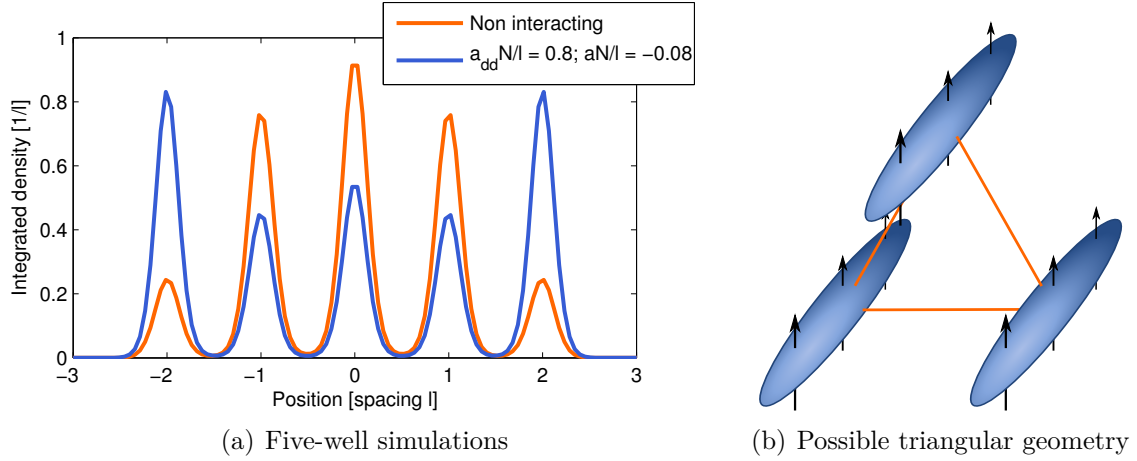 Non interacting
a_dd N/l = 0.8; aN/l = −0.08
1
0.8
0.6
0.4
0.2
0
Integrated density [1/l]
−3 −2 −1 0 1 2 3
Position [spacing l]
(a) Five-well simulations
(b) Possible triangular geometry